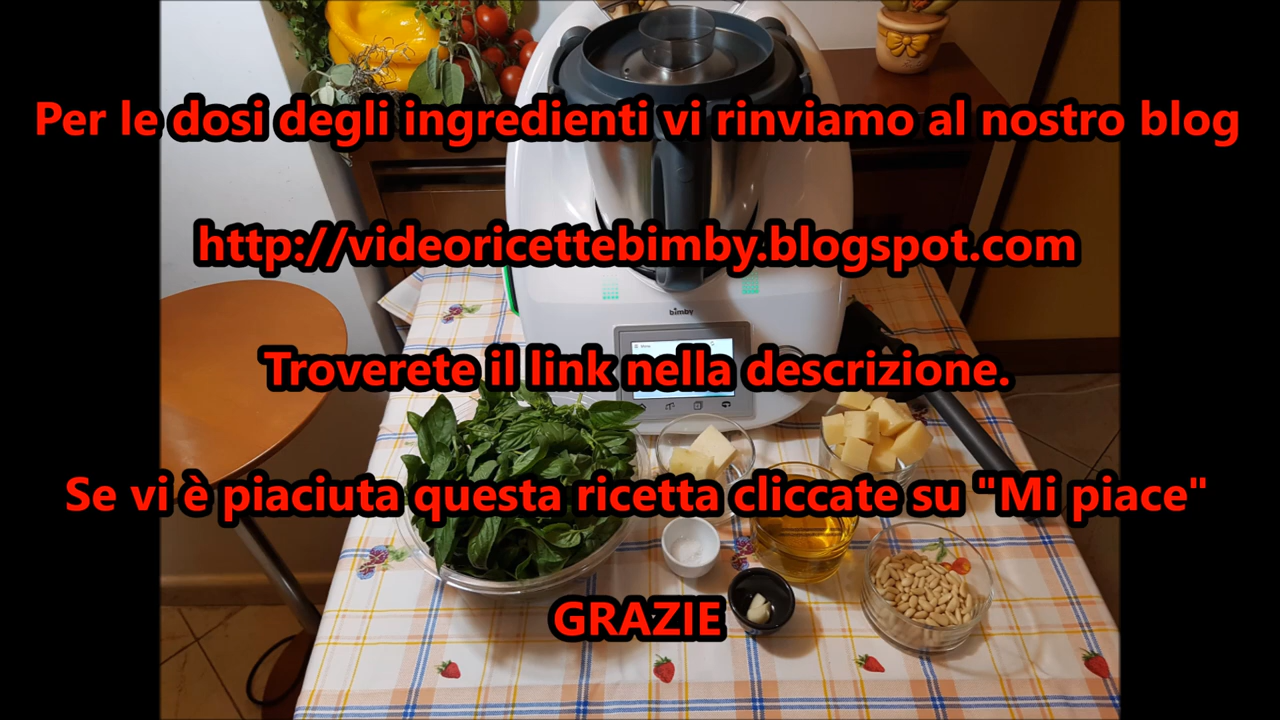 Per le dosi degli ingredienti vi rinviamo al nostro blog
http://videoricettebimby.blogspot.com
bimby
Troverete il link nella descrizione.
Se vi è piaciuta questa ricetta cliccate su "Mi piace"
GRAZIE